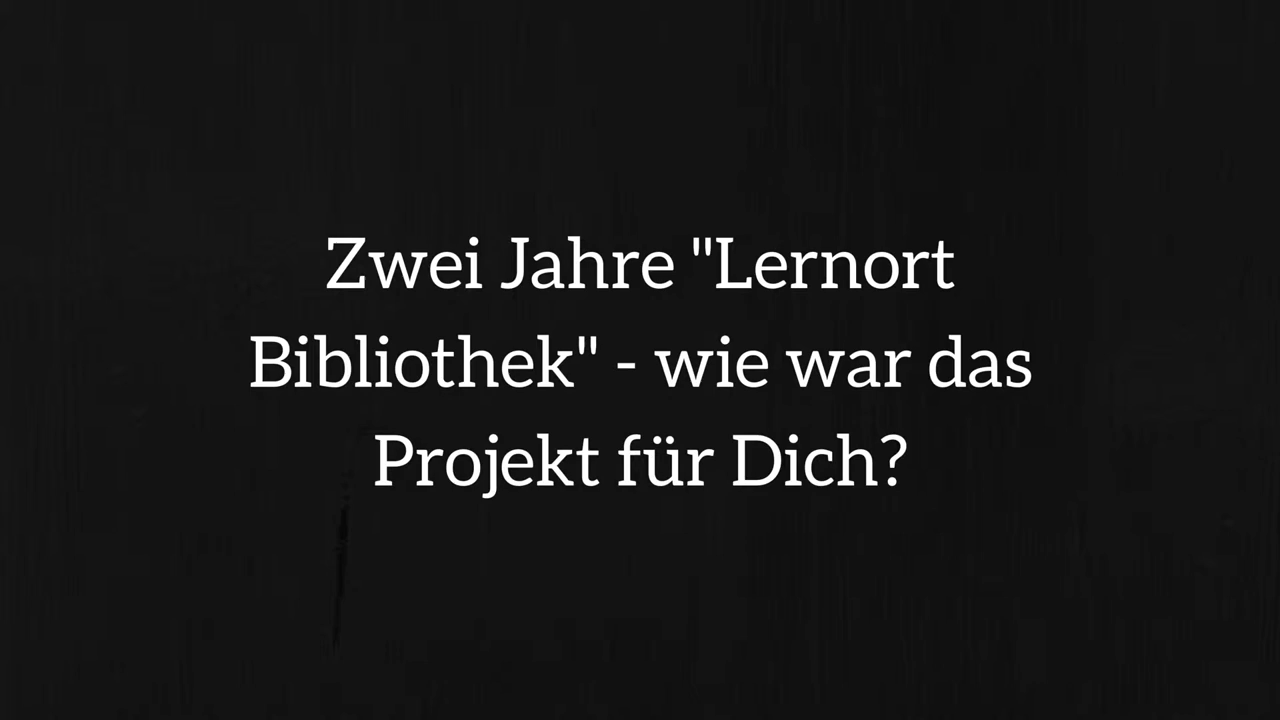 Zwei Jahre "Lernort
Bibliothek" - wie war das
Projekt für Dich?